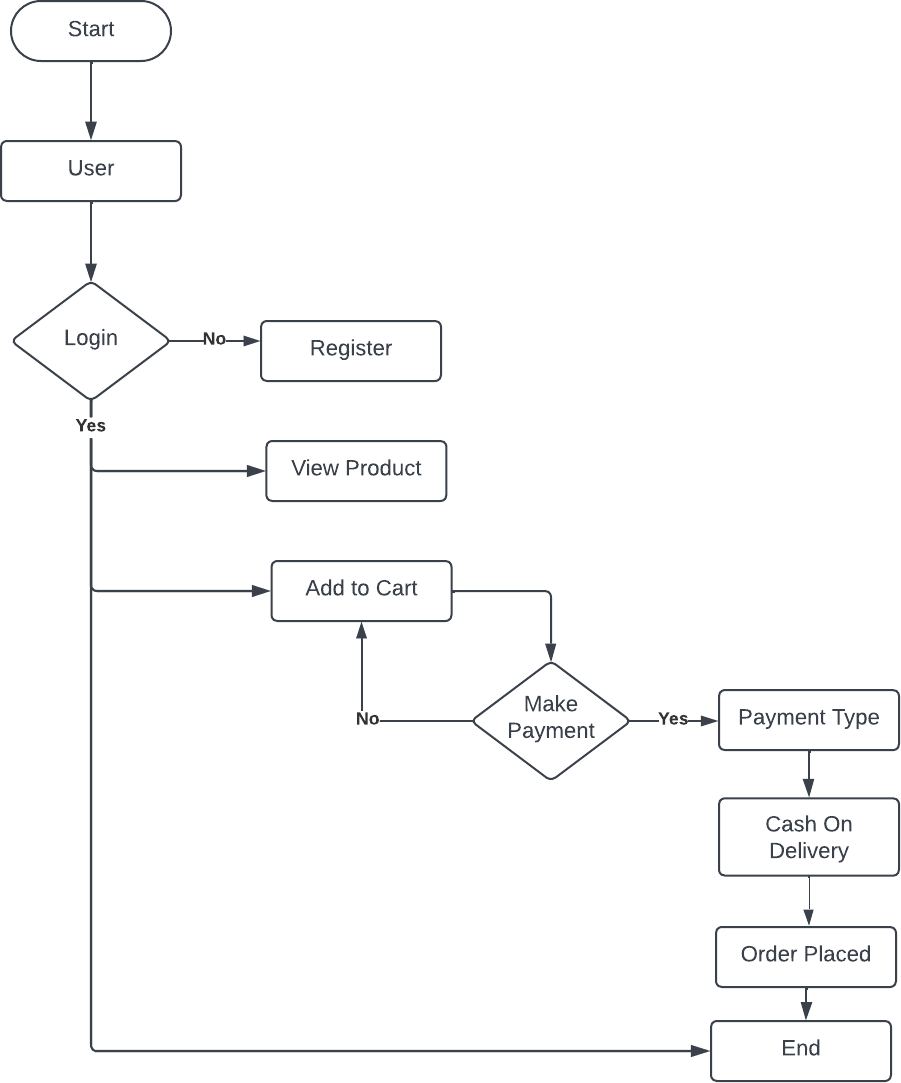 Start
User
Login
No
Register
Yes
View Product
Add to Cart
Make
Payment
No
Yes
Payment Type
Cash On
Delivery
Order Placed
End